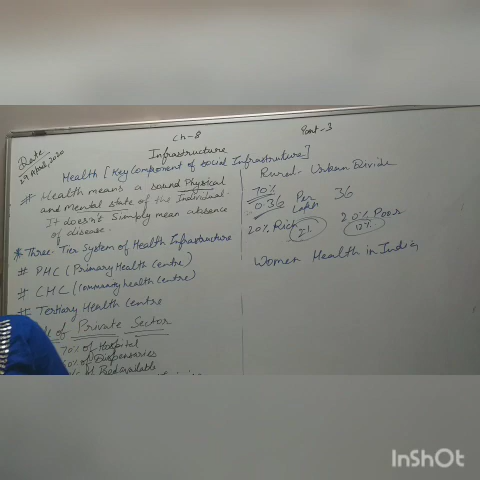 Date
29 April, 2020
Ch-8
Part-3
Infrastructure
Health [Key Component of Social Infrastructure]
# Health means a sound Physical
and Mental state of the Individual.
It doesn't Simply mean absence
of disease.
* Three-Tier System of Health Infrastructure
# PHC (Primary Health Centre)
# CHC (Community health Centre)
# Tertiary Health Centre
of Private Sector
70% of Hospital
of Dispensaries
Rural-Urban Divide
70%
0.36 Per 36
20% Rich 1%
20% Poor
12%
Women Health in India
InShOt